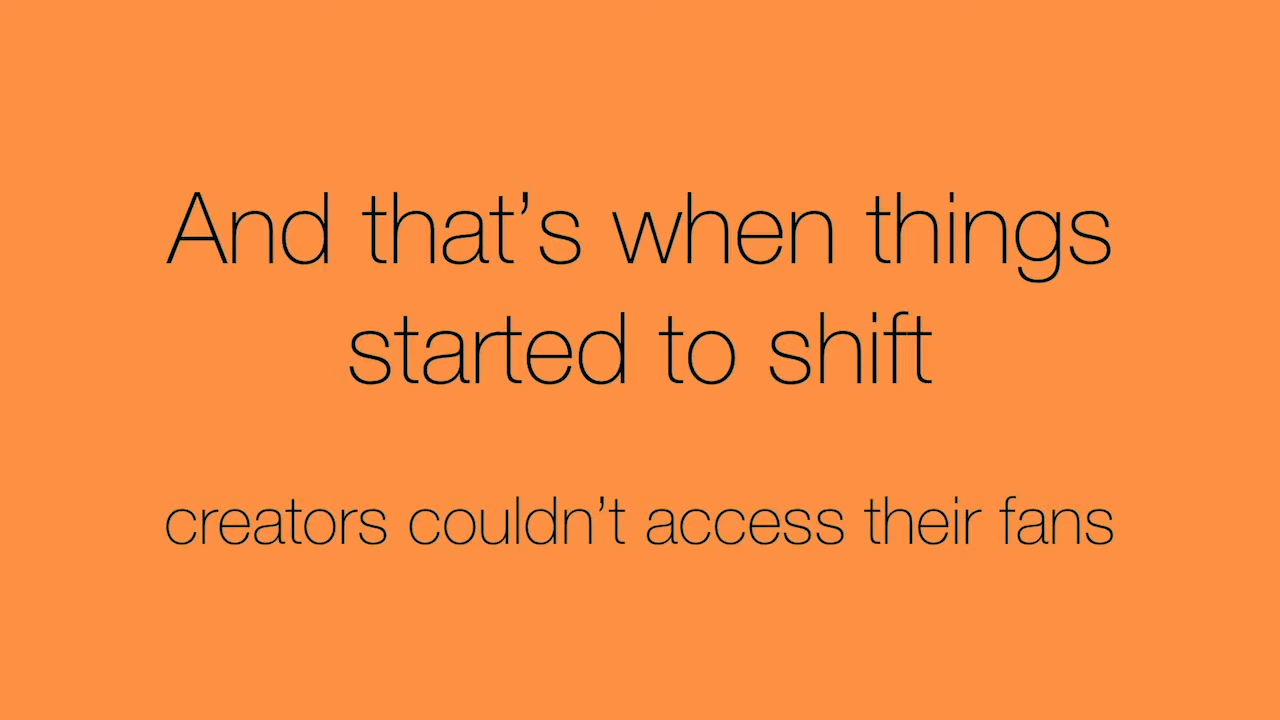 And that’s when things
started to shift
creators couldn’t access their fans